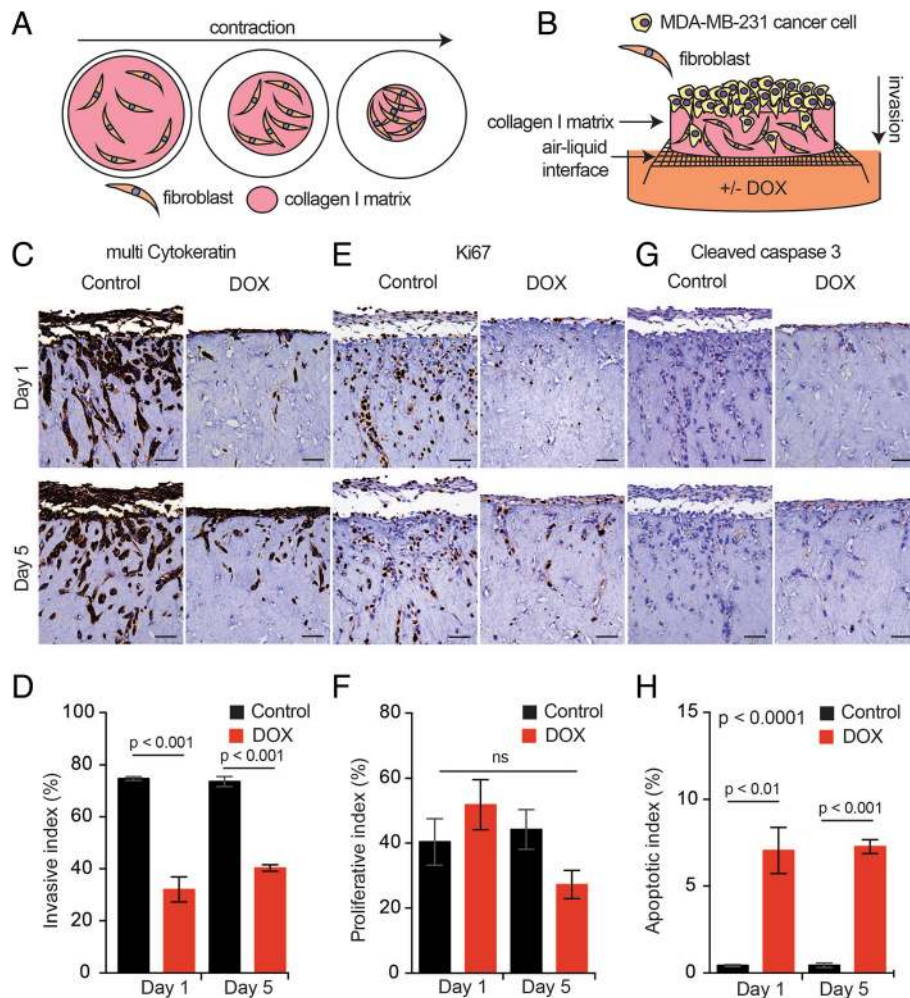 A
contraction
fibroblast
collagen I matrix
B
MDA-MB-231 cancer cell
fibroblast
collagen I matrix
air-liquid
interface
invasion
+/- DOX
C
multi Cytokeratin
Control
DOX
E
Ki67
Control
DOX
G
Cleaved caspase 3
Control
DOX
Day 1
Day 5
D
Invasive index (%)
100
80
60
40
20
0
Control
DOX
p < 0.001
p < 0.001
Day 1
Day 5
F
Proliferative index (%)
80
60
40
20
0
Control
DOX
ns
Day 1
Day 5
H
Apoptotic index (%)
15
10
5
0
p < 0.0001
Control
DOX
p < 0.01
p < 0.001
Day 1
Day 5